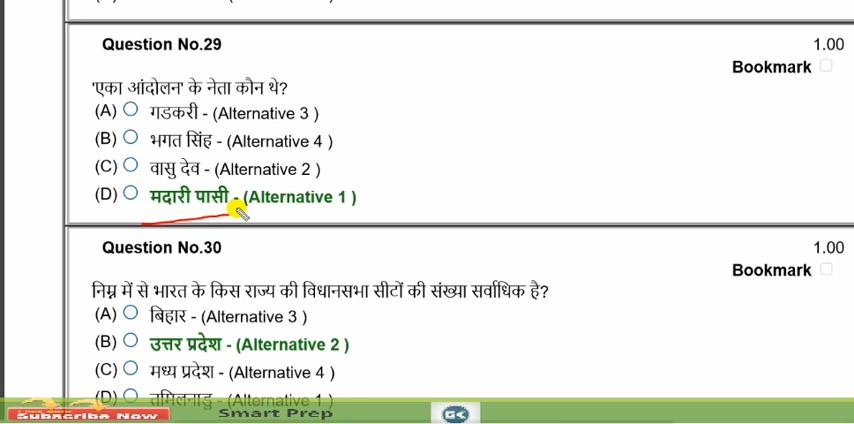 Question No.29
1.00
Bookmark
'एका आंदोलन' के नेता कौन थे?
(A) गडकरी - (Alternative 3 )
(B) भगत सिंह - (Alternative 4 )
(C) वासु देव - (Alternative 2 )
(D) मदारी पासी - (Alternative 1 )
Question No.30
1.00
Bookmark
निम्न में से भारत के किस राज्य की विधानसभा सीटों की संख्या सर्वाधिक है?
(A) बिहार - (Alternative 3 )
(B) उत्तर प्रदेश - (Alternative 2 )
(C) मध्य प्रदेश - (Alternative 4 )
(D) तमिलनाडु - (Alternative 1 )
Subscribe Now
Smart Prep
GK